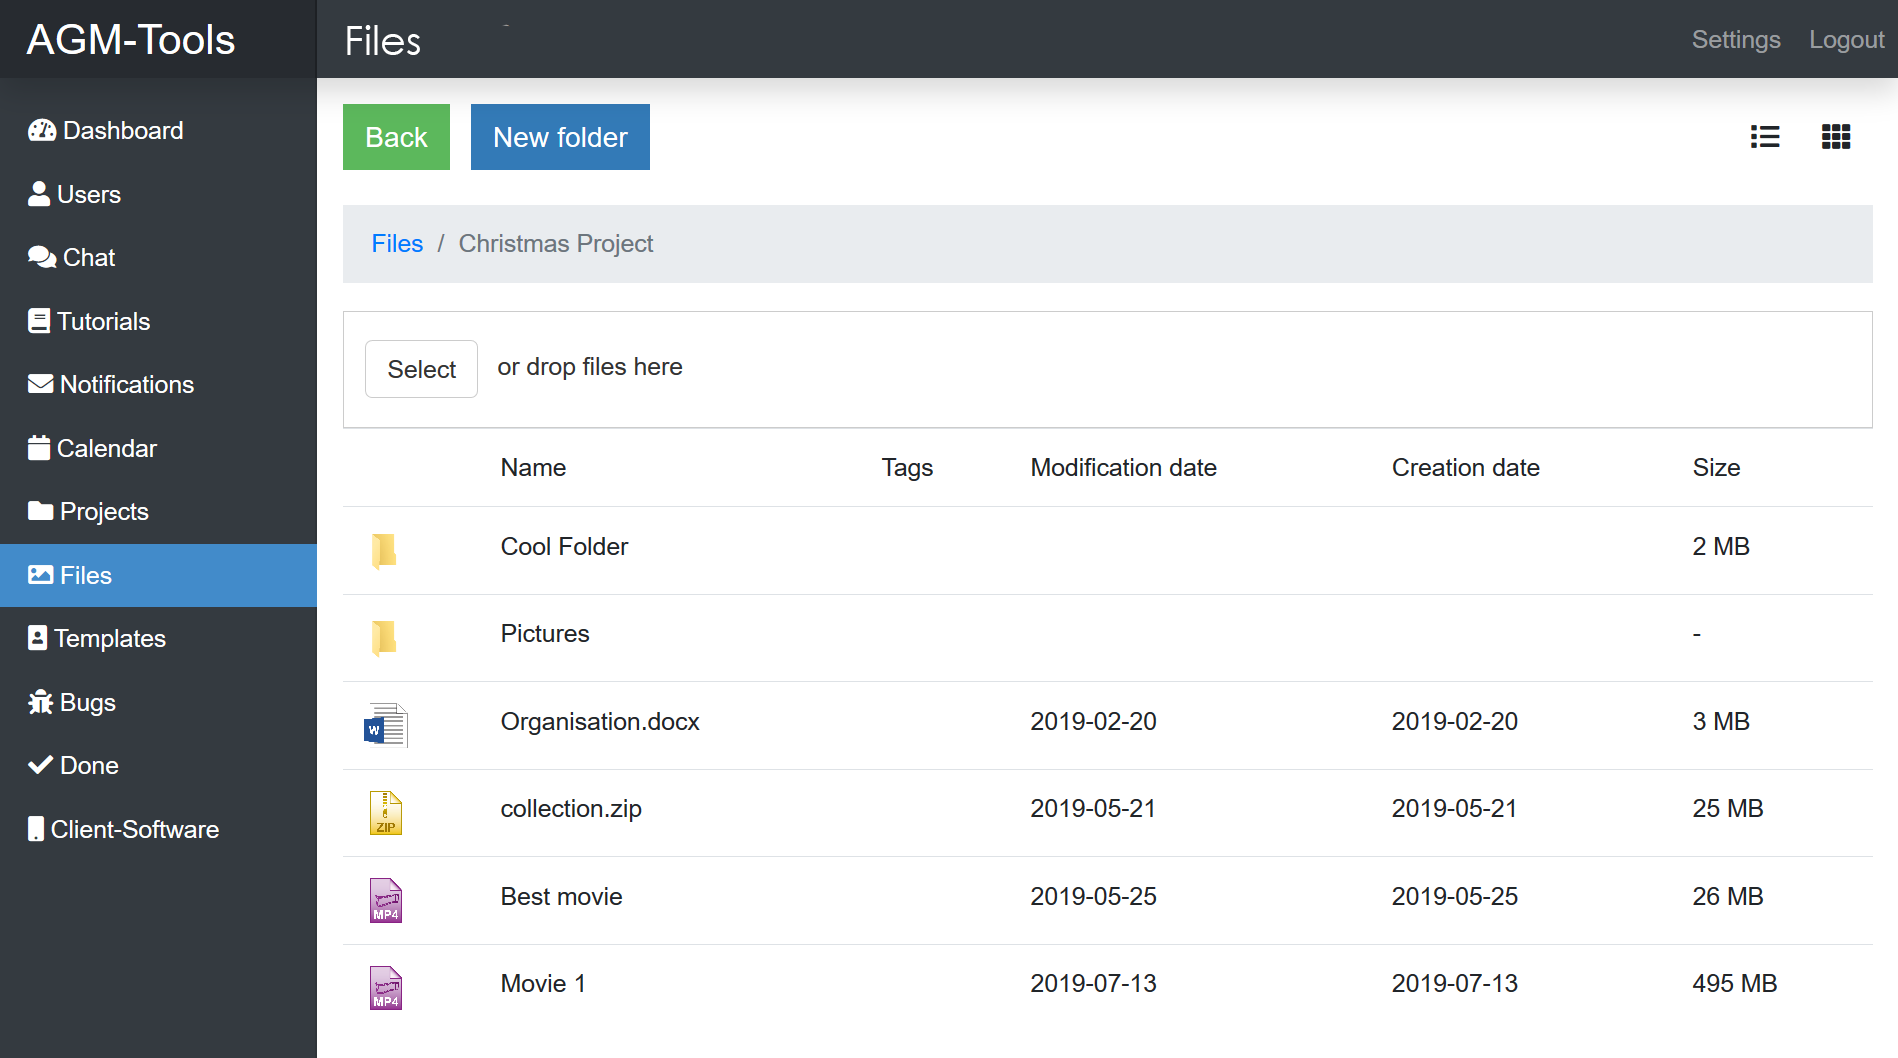 AGM-Tools
Files
Settings Logout
Dashboard
Users
Chat
Tutorials
Notifications
Calendar
Projects
Files
Templates
Bugs
Done
Client-Software
Back New folder
Files / Christmas Project
Select or drop files here
Name Tags Modification date Creation date Size
Cool Folder 2 MB
Pictures -
W Organisation.docx 2019-02-20 2019-02-20 3 MB
ZIP collection.zip 2019-05-21 2019-05-21 25 MB
MP4 Best movie 2019-05-25 2019-05-25 26 MB
MP4 Movie 1 2019-07-13 2019-07-13 495 MB